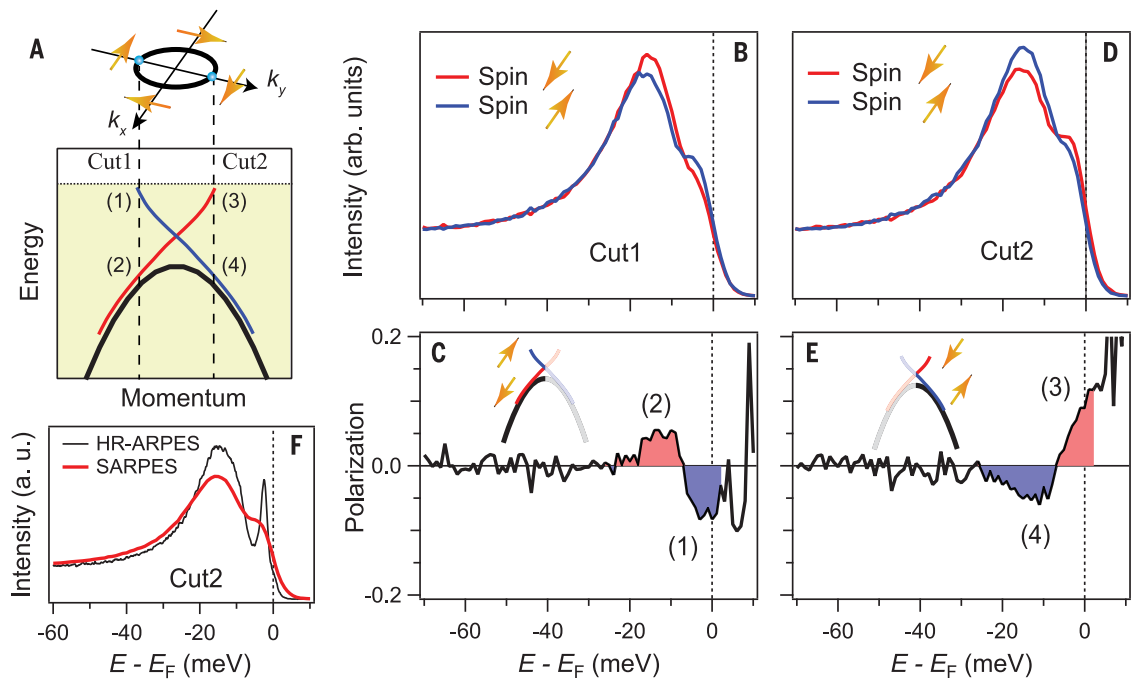 A
k_y
k_x
Cut1
Cut2
(1)
(3)
(2)
(4)
Energy
Momentum
B
Spin
Spin
Intensity (arb. units)
Cut1
D
Spin
Spin
Cut2
C
0.2
0.0
-0.2
Polarization
(2)
(1)
-60
-40
-20
0
E - E_F (meV)
E
(3)
(4)
-60
-40
-20
0
E - E_F (meV)
F
HR-ARPES
SARPES
Intensity (a. u.)
Cut2
-60
-40
-20
0
E - E_F (meV)